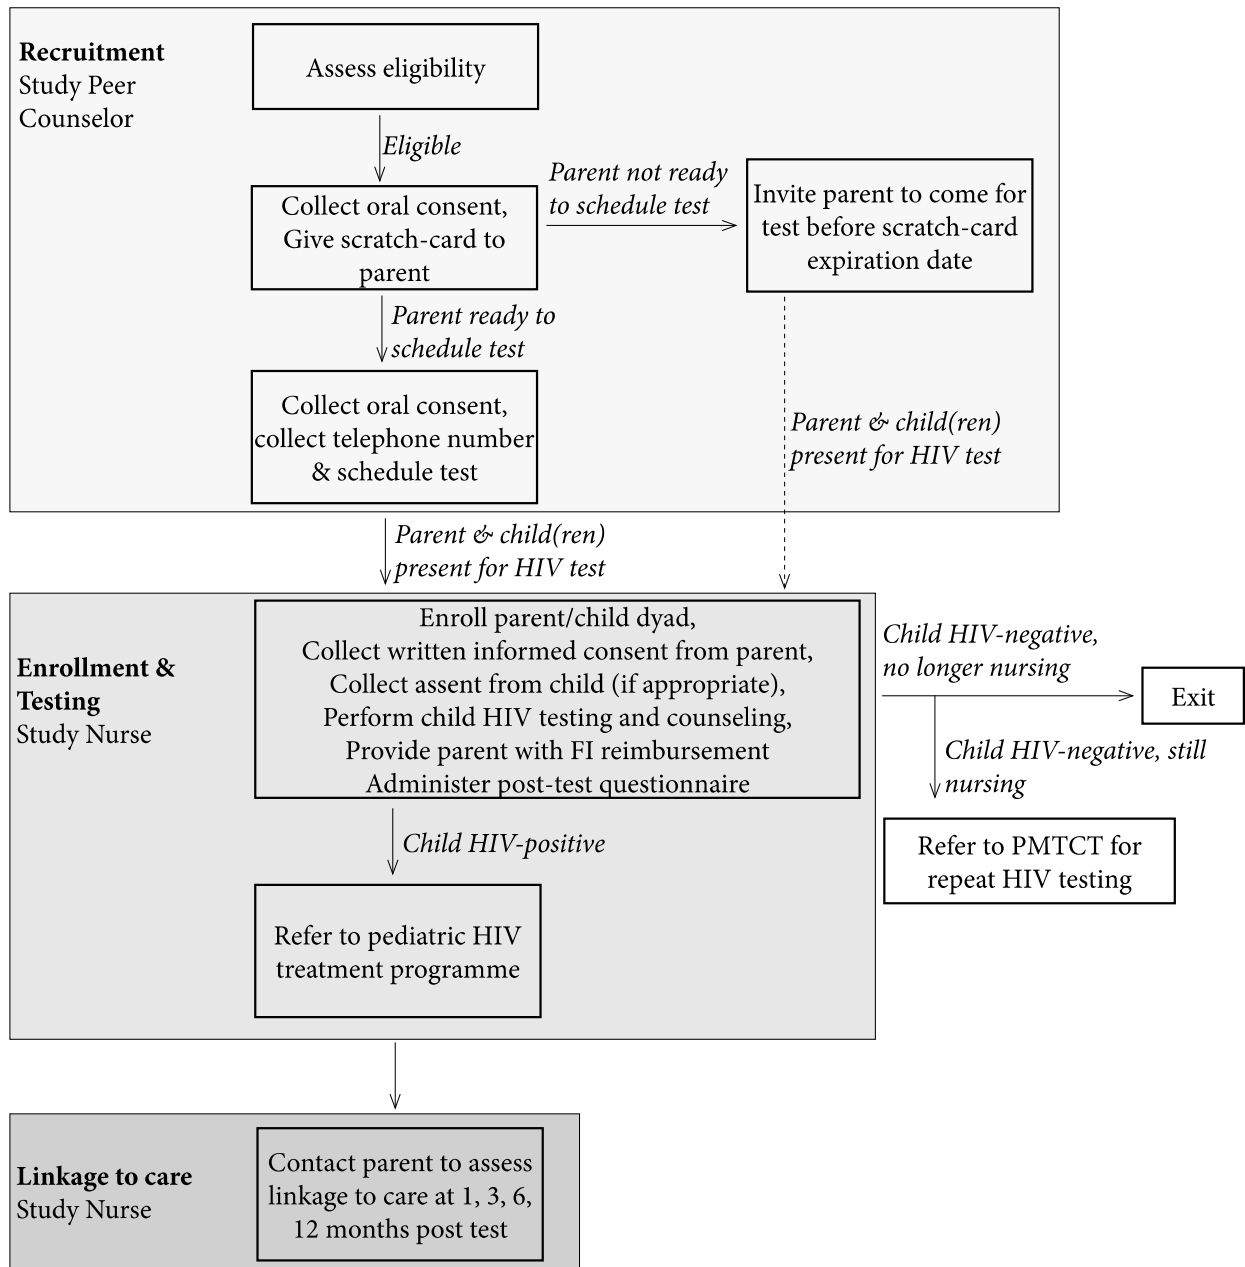 Recruitment
Study Peer
Counselor
Assess eligibility
Eligible
Collect oral consent,
Give scratch-card to
parent
Parent not ready
to schedule test
Invite parent to come for
test before scratch-card
expiration date
Parent ready to
schedule test
Collect oral consent,
collect telephone number
& schedule test
Parent & child(ren)
present for HIV test
Parent & child(ren)
present for HIV test
Enrollment &
Testing
Study Nurse
Enroll parent/child dyad,
Collect written informed consent from parent,
Collect assent from child (if appropriate),
Perform child HIV testing and counseling,
Provide parent with FI reimbursement
Administer post-test questionnaire
Child HIV-negative,
no longer nursing
Exit
Child HIV-negative, still
nursing
Refer to PMTCT for
repeat HIV testing
Child HIV-positive
Refer to pediatric HIV
treatment programme
Linkage to care
Study Nurse
Contact parent to assess
linkage to care at 1, 3, 6,
12 months post test